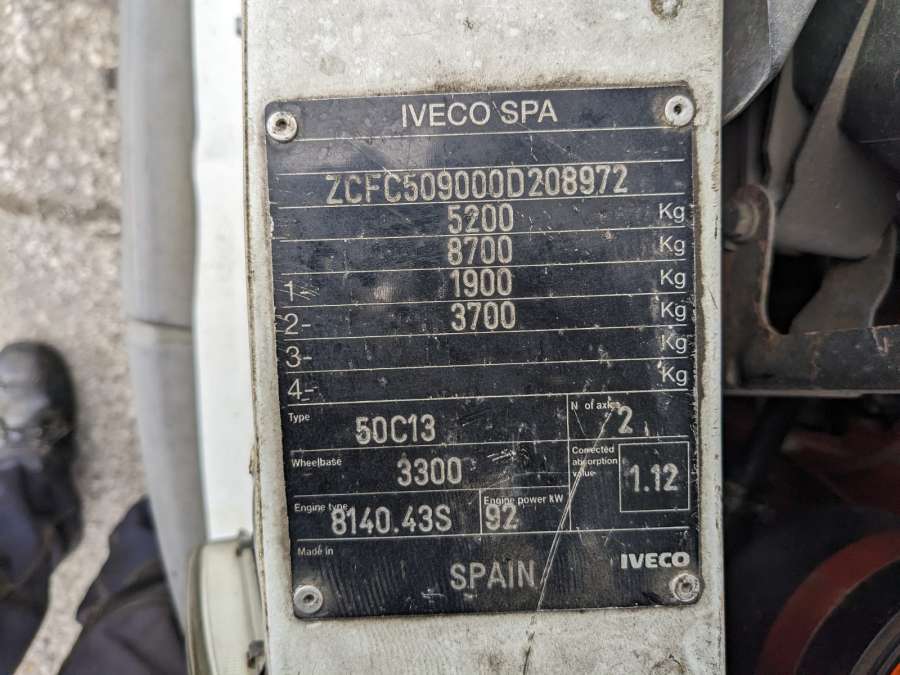 IVECO SPA
ZCFC509000D208972
5200 Kg
8700 Kg
1- 1900 Kg
2- 3700 Kg
3- Kg
4- Kg
Type 50C13 N of axles 2
Wheelbase 3300 Corrected absorption value 1.12
Engine type 8140.43S Engine power kW 92
Made in SPAIN IVECO